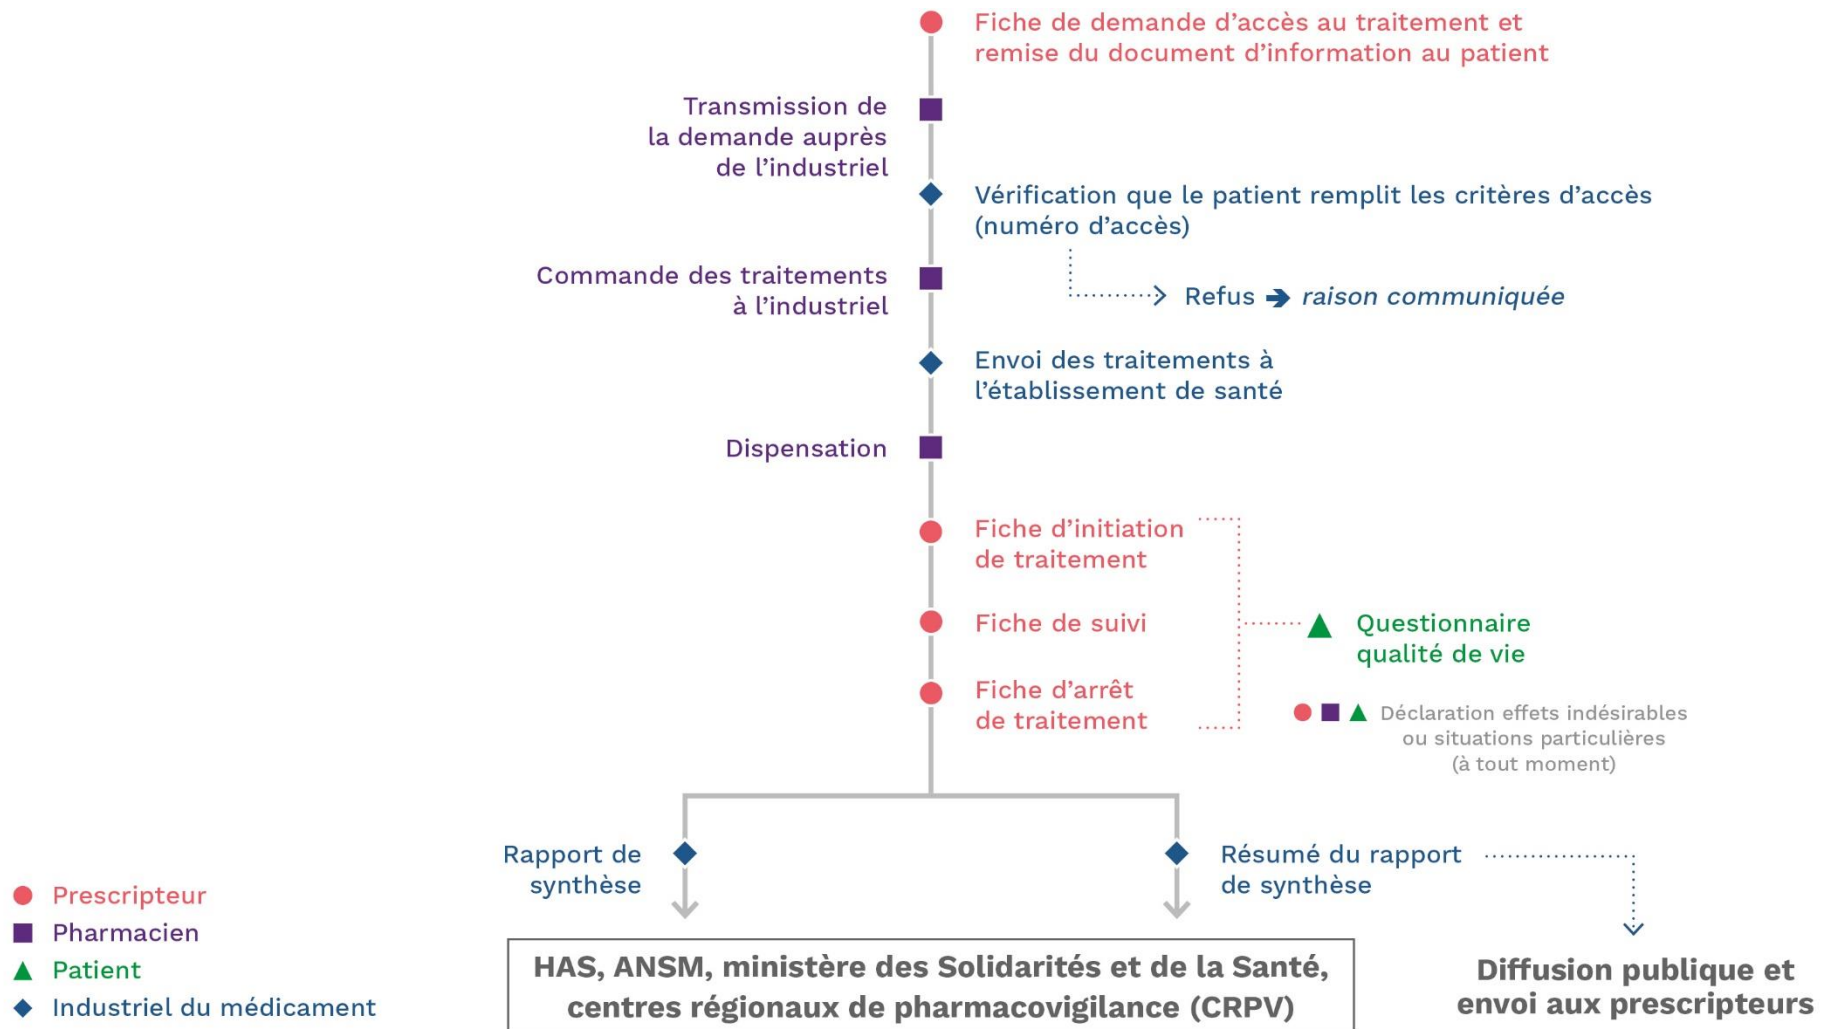 Fiche de demande d’accès au traitement et
remise du document d’information au patient
Transmission de
la demande auprès
de l’industriel
Vérification que le patient remplit les critères d’accès
(numéro d’accès)
Refus ➔ raison communiquée
Commande des traitements
à l’industriel
Envoi des traitements à
l’établissement de santé
Dispensation
Fiche d’initiation
de traitement
Fiche de suivi
Fiche d’arrêt
de traitement
Questionnaire
qualité de vie
Déclaration effets indésirables
ou situations particulières
(à tout moment)
Rapport de
synthèse
Résumé du rapport
de synthèse
HAS, ANSM, ministère des Solidarités et de la Santé,
centres régionaux de pharmacovigilance (CRPV)
Diffusion publique et
envoi aux prescripteurs
Prescripteur
Pharmacien
Patient
Industriel du médicament